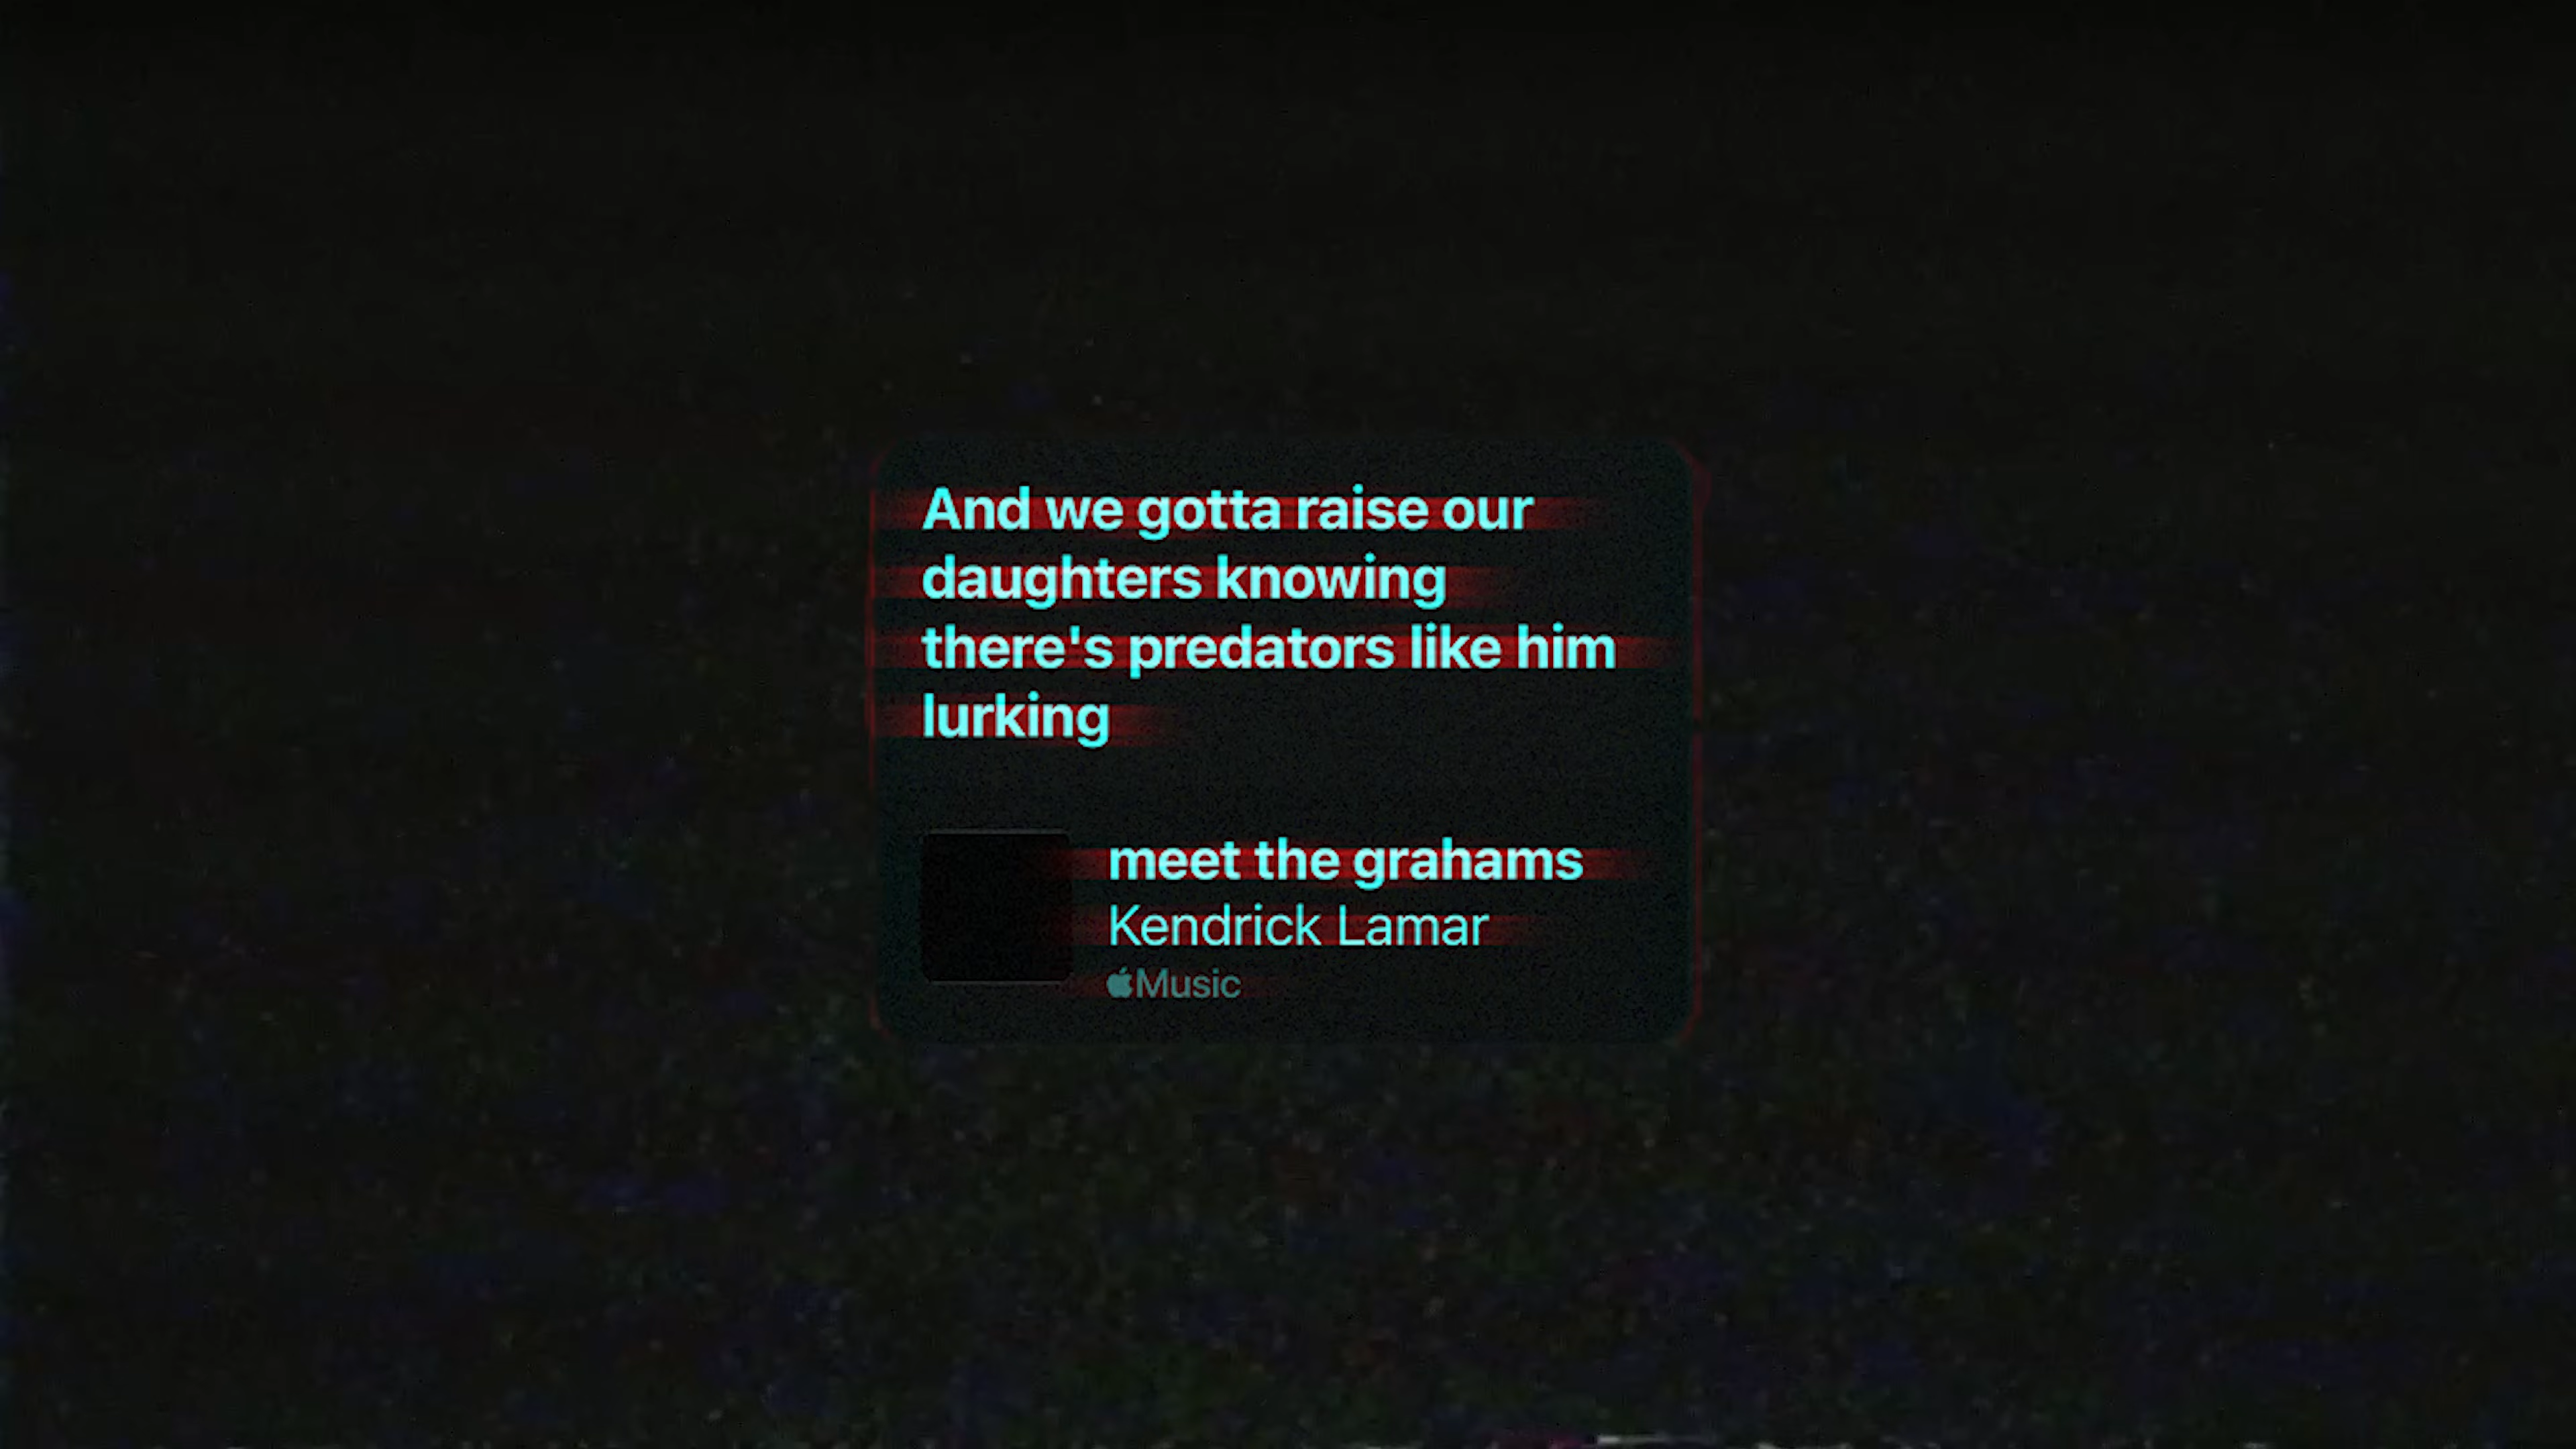 And we gotta raise our
daughters knowing
there's predators like him
lurking
meet the grahams
Kendrick Lamar
Music